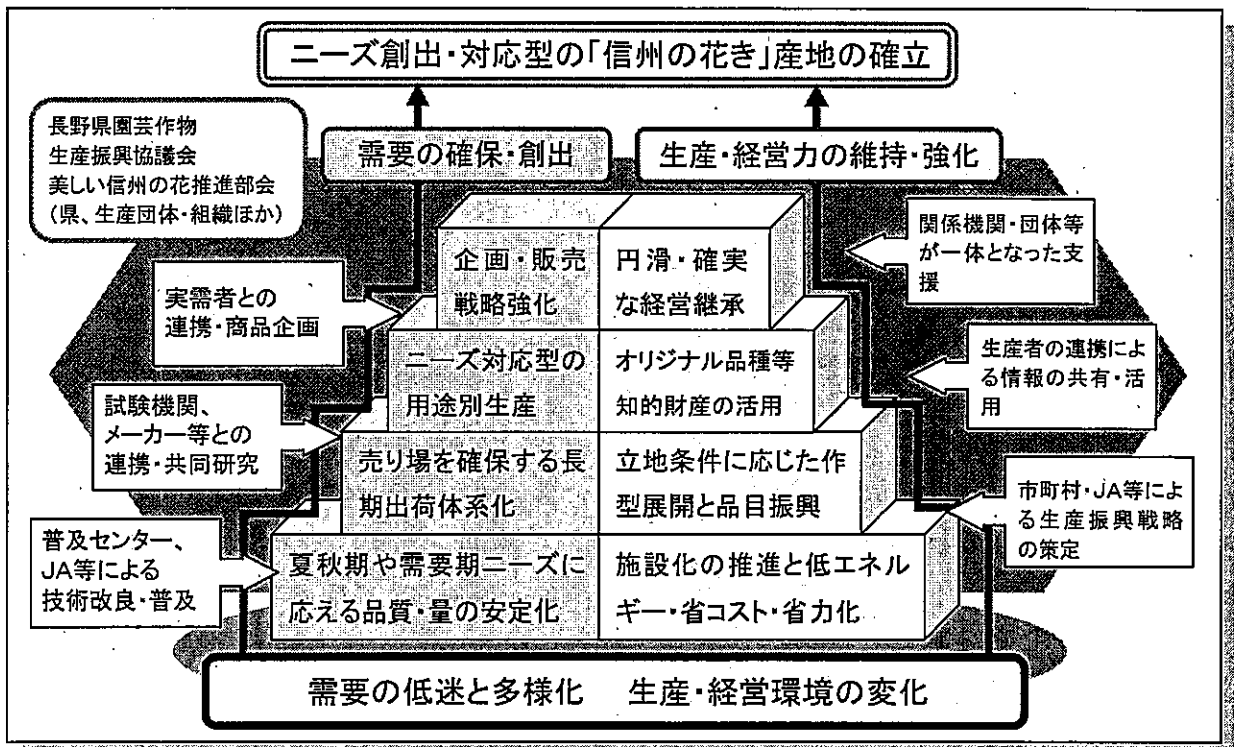 ニーズ創出・対応型の「信州の花き」産地の確立
長野県園芸作物
生産振興協議会
美しい信州の花推進部会
(県、生産団体・組織ほか)
需要の確保・創出
生産・経営力の維持・強化
企画・販売
戦略強化
円滑・確実
な経営継承
関係機関・団体等
が一体となった支
援
実需者との
連携・商品企画
ニーズ対応型の
用途別生産
オリジナル品種等
知的財産の活用
生産者の連携によ
る情報の共有・活
用
試験機関、
メーカー等との
連携・共同研究
売り場を確保する長
期出荷体系化
立地条件に応じた作
型展開と品目振興
市町村・JA等によ
る生産振興戦略
の策定
普及センター、
JA等による
技術改良・普及
夏秋期や需要期ニーズに
応える品質・量の安定化
施設化の推進と低エネル
ギー・省コスト・省力化
需要の低迷と多様化 生産・経営環境の変化